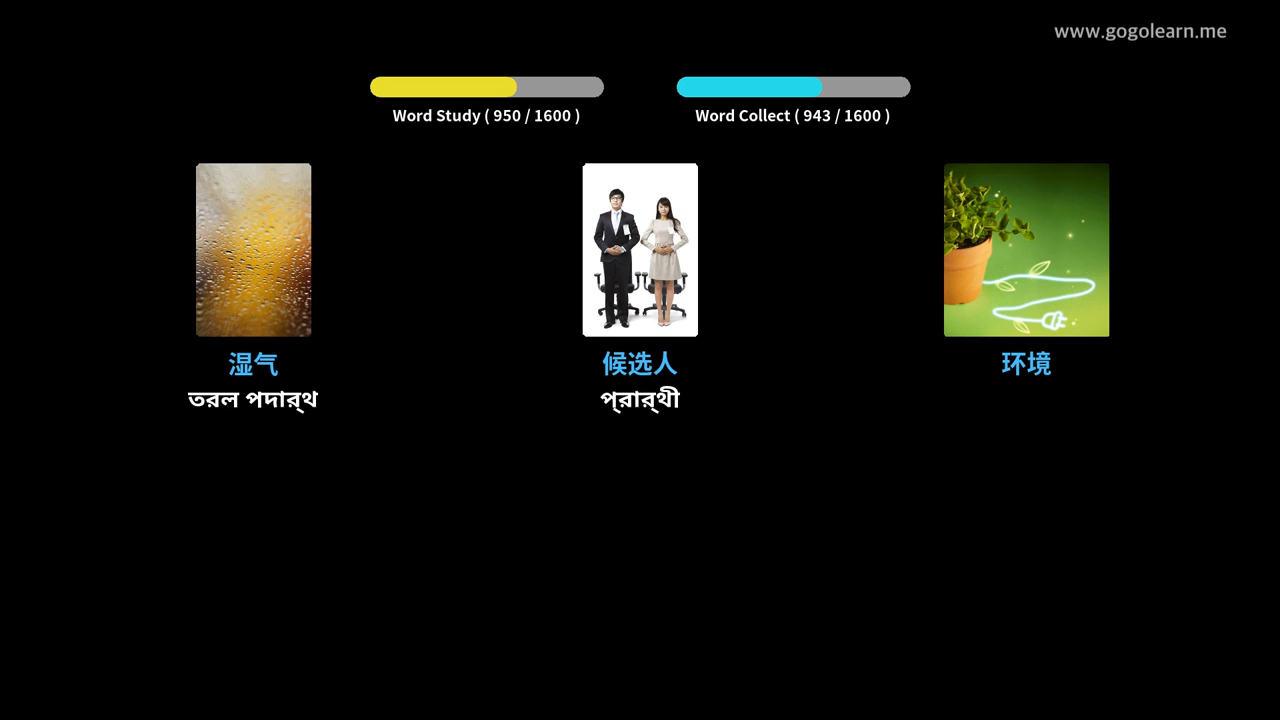 www.gogolearn.me
Word Study ( 950 / 1600 )
Word Collect ( 943 / 1600 )
湿气
候选人
环境
তরল পদার্থ
প্রার্থী